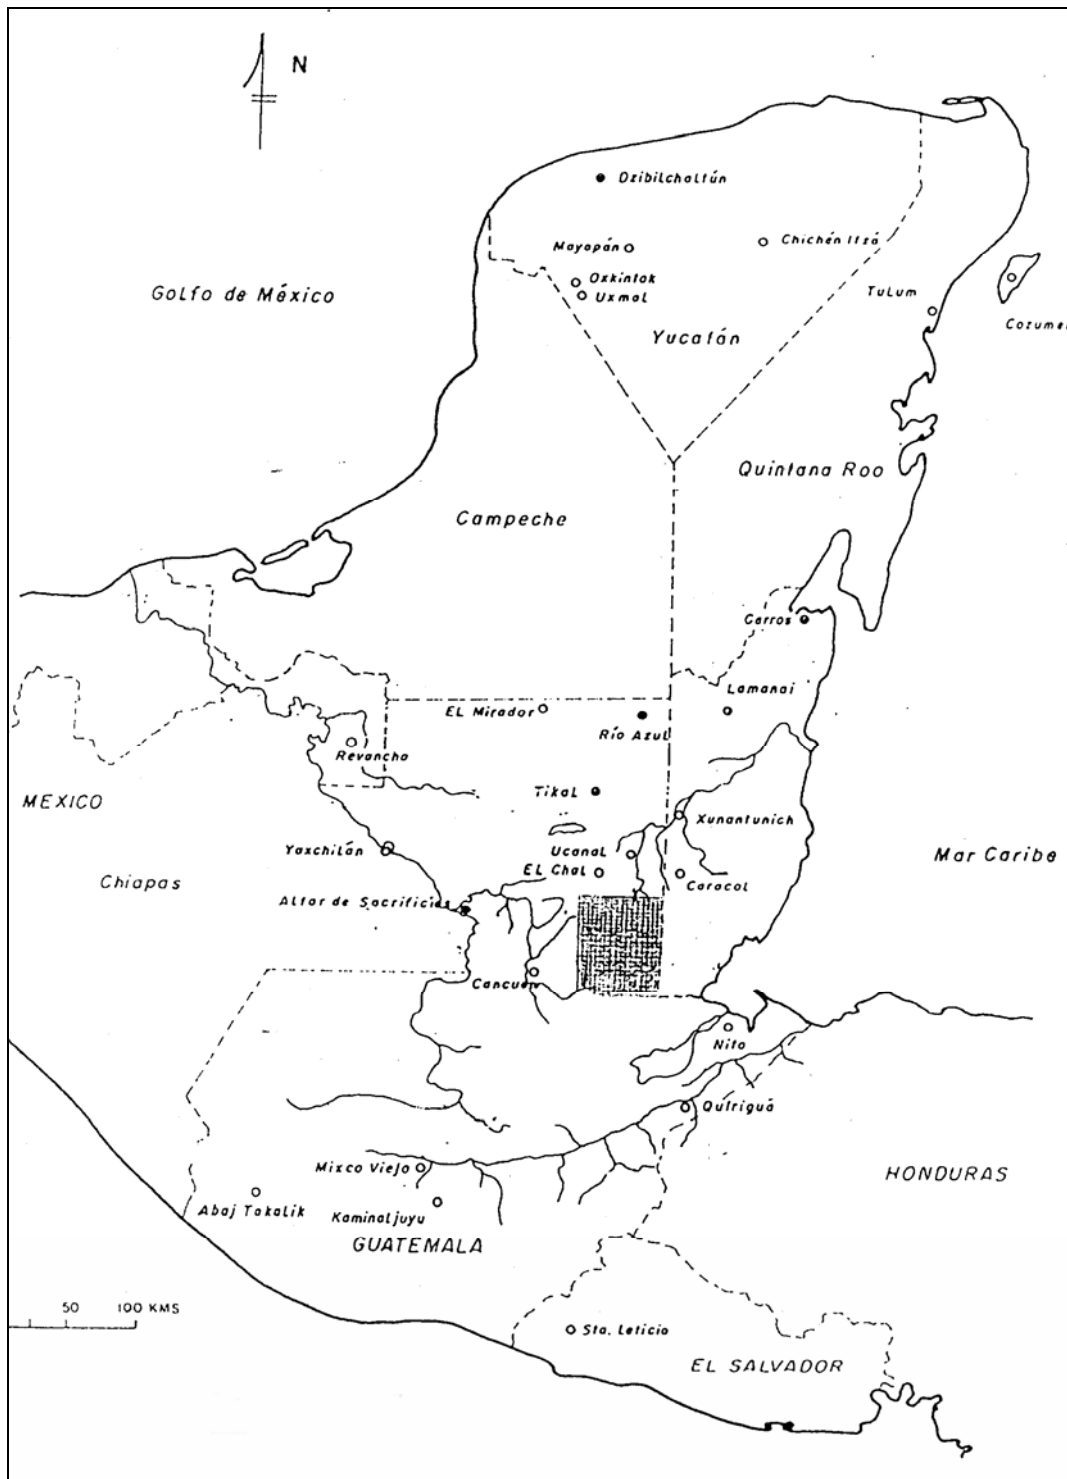 N
Dzibilchaltún
Mayapán
Chichén Itzá
Oxkintok
Uxmal
Golfo de México
Tulum
Cozumel
Yucatán
Quintana Roo
Campeche
Cerros
Lamanai
EL Mirador
Río Azul
Revancha
Tikal
MEXICO
Xunantunich
Yaxchilán
Ucanal
Mar Caribe
EL Chal
Caracol
Chiapas
Altar de Sacrificios
Cancuen
Nito
Quiriguá
Mixco Viejo
HONDURAS
Abaj Takalik
Kaminaljuyu
GUATEMALA
50 100 KMS
Sta. Leticia
EL SALVADOR